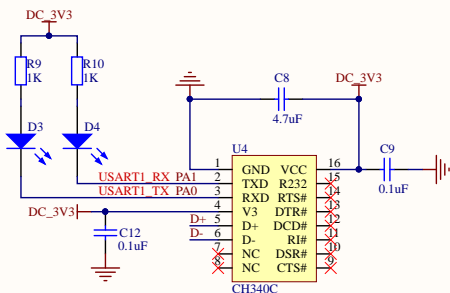 DC_3V3
R9
1K
R10
1K
D3
D4
C8
4.7uF
DC_3V3
C9
0.1uF
U4
USART1_RX PA1
USART1_TX PA0
DC_3V3
C12
0.1uF
D+
D-
1 GND VCC 16
2 TXD R232 15
3 RXD RTS# 14
4 V3 DTR# 13
5 D+ DCD# 12
6 D- RI# 11
7 NC DSR# 10
8 NC CTS# 9
CH340C